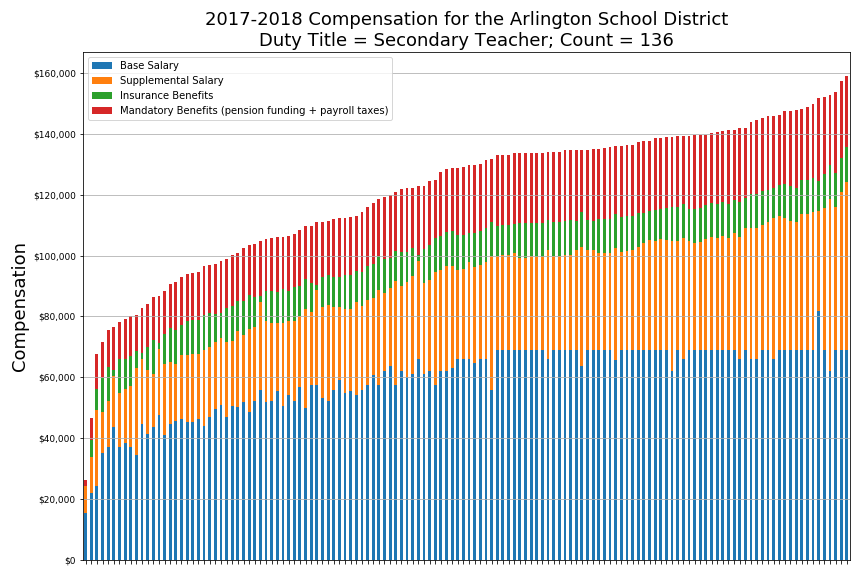 2017-2018 Compensation for the Arlington School District
Duty Title = Secondary Teacher; Count = 136
Base Salary
Supplemental Salary
Insurance Benefits
Mandatory Benefits (pension funding + payroll taxes)
Compensation
$160,000
$140,000
$120,000
$100,000
$80,000
$60,000
$40,000
$20,000
$0